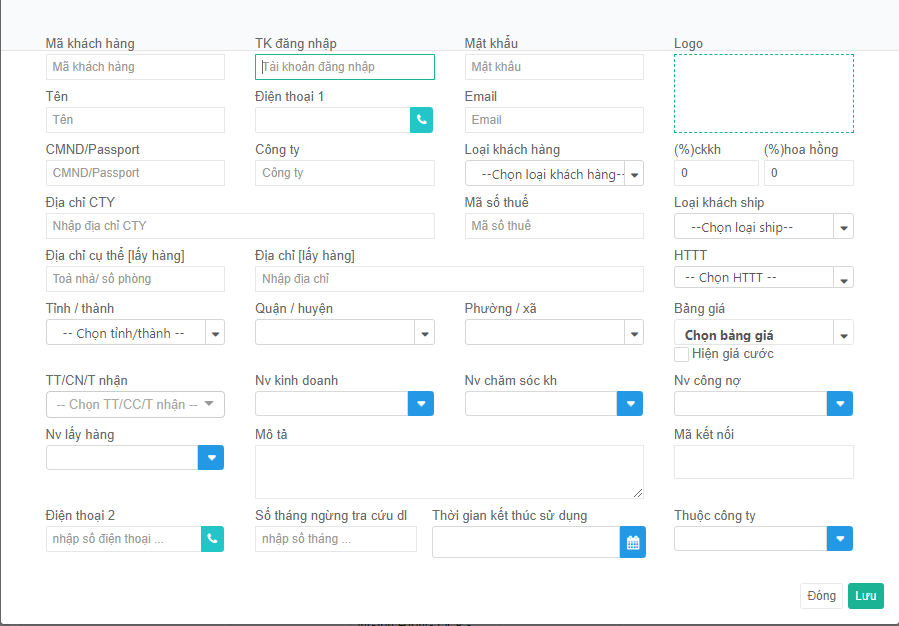 Mã khách hàng TK đăng nhập Mật khẩu Logo
Mã khách hàng Tài khoản đăng nhập Mật khẩu
Tên Điện thoại 1 Email
Tên Email
CMND/Passport Công ty Loại khách hàng (%)ckkh (%)hoa hồng
CMND/Passport Công ty --Chọn loại khách hàng- 0 0
Địa chỉ CTY Mã số thuế Loại khách ship
Nhập địa chỉ CTY Mã số thuế --Chọn loại ship--
Địa chỉ cụ thể [lấy hàng] Địa chỉ [lấy hàng] HTTT
Toà nhà/ số phòng Nhập địa chỉ -- Chọn HTTT --
Tỉnh / thành Quận / huyện Phường / xã Bảng giá
-- Chọn tỉnh/thành -- Chọn bảng giá
Hiện giá cước
TT/CN/T nhận Nv kinh doanh Nv chăm sóc kh Nv công nợ
-- Chọn TT/CC/T nhận --
Nv lấy hàng Mô tả Mã kết nối
Điện thoại 2 Số tháng ngừng tra cứu dl Thời gian kết thúc sử dụng Thuộc công ty
nhập số điện thoại ... nhập số tháng ...
Đóng Lưu